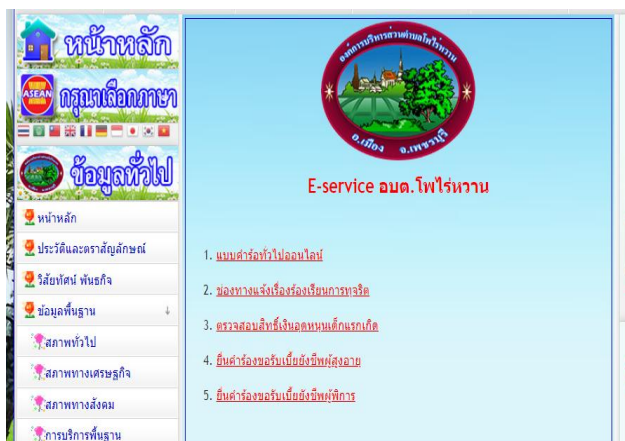 หน้าหลัก
ASEAN กรุณาเลือกภาษา
ข้อมูลทั่วไป
หน้าหลัก
ประวัติและตราสัญลักษณ์
วิสัยทัศน์ พันธกิจ
ข้อมูลพื้นฐาน ↓
สภาพทั่วไป
สภาพทางเศรษฐกิจ
สภาพทางสังคม
การบริการพื้นฐาน
องค์การบริหารส่วนตำบลโพไร่หวาน
อ.เมือง จ.เพชรบุรี
E-service อบต.โพไร่หวาน
1. แบบคำร้อทั่วไปออนไลน์
2. ช่องทางแจ้งเรื่องร้องเรียนการทุจริต
3. ตรวจสอบสิทธิ์เงินอุดหนุนเด็กแรกเกิด
4. ยื่นคำร้องขอรับเบี้ยยังชีพผู้สูงอายุ
5. ยื่นคำร้องขอรับเบี้ยยังชีพผู้พิการ